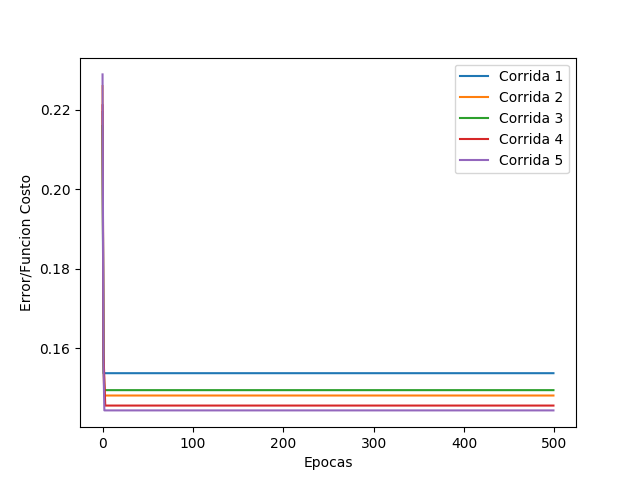 Corrida 1
Corrida 2
Corrida 3
Corrida 4
Corrida 5
Error/Funcion Costo
0.22
0.20
0.18
0.16
0 100 200 300 400 500
Epocas